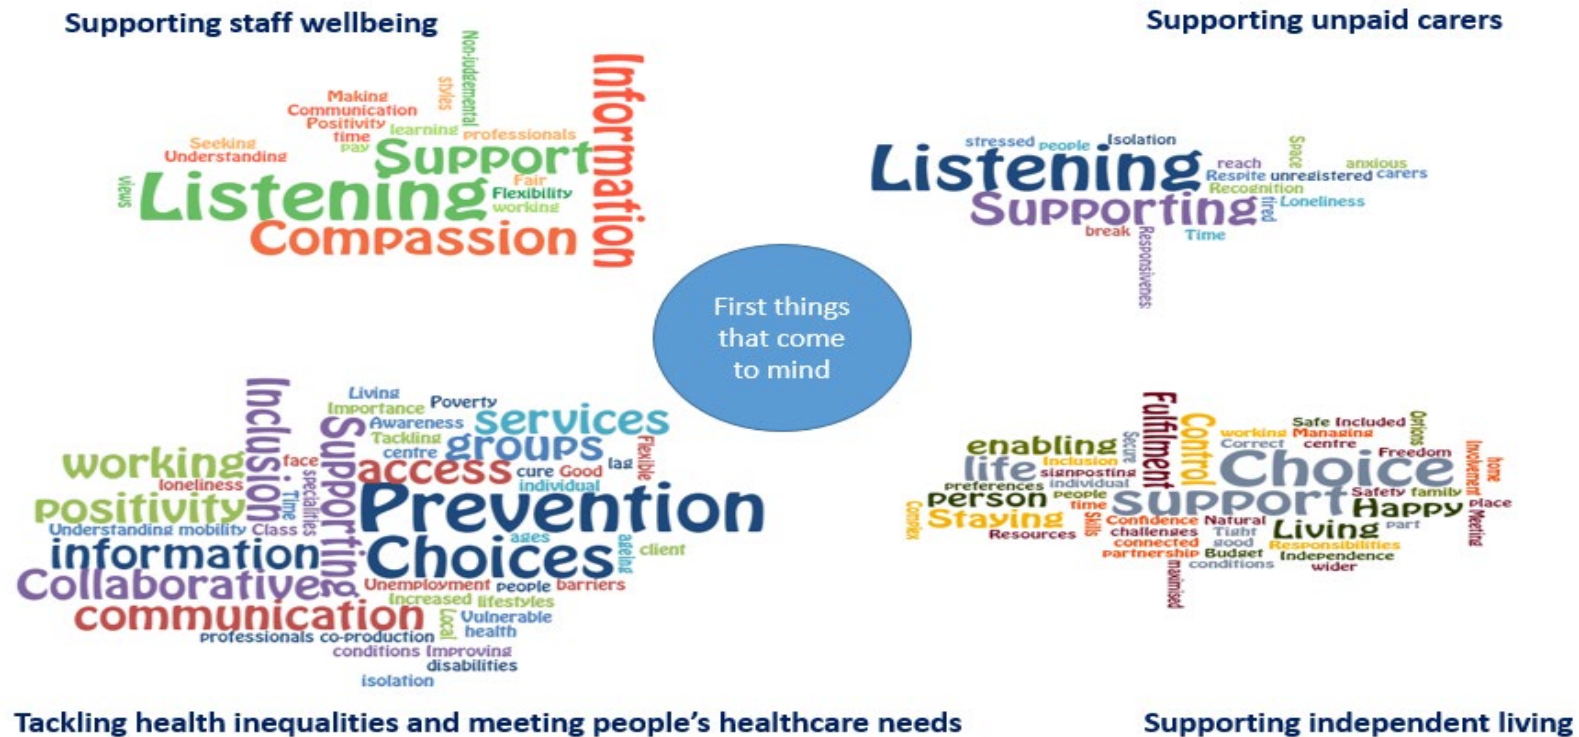 Supporting staff wellbeing
Non-judgemental
styles
Information
Making
Communication
Positivity
learning
professionals
time
pay
Seeking
Understanding
Support
views
Listening
Fair
Flexibility
working
Compassion
Supporting unpaid carers
stressed
people
Isolation
Space
Listening
reach
anxious
Respite
unregistered
carers
Recognition
Supporting
tired
Loneliness
break
Time
First things
that come
to mind
Inclusion
Living
Importance
Poverty
Supporting
Awareness
services
Tackling
groups
centre
Flexible
working
face
access
cure
Good
lag
loneliness
specialities
individual
positivity
Time
Prevention
Understanding
mobility
Class
ages
information
Choices
ageing
client
Collaborative
Unemployment
people
barriers
Increased
lifestyles
communication
Local
Vulnerable
professionals
co-production
health
conditions
Improving
disabilities
isolation
Tackling health inequalities and meeting people's healthcare needs
Fulfilment
Control
Safe
Included
Options
enabling
Secure
working
Managing
Correct
centre
Involvement
life
Inclusion
Choice
Freedom
home
signposting
preferences
individual
person
people
support
Safety
family
Complex
time
Happy
place
Staying
Skills
Confidence
Natural
part
Meeting
Resources
challenges
Tight
Living
connected
good
Responsibilities
partnership
Budget
Independence
conditions
wider
maximised
Supporting independent living